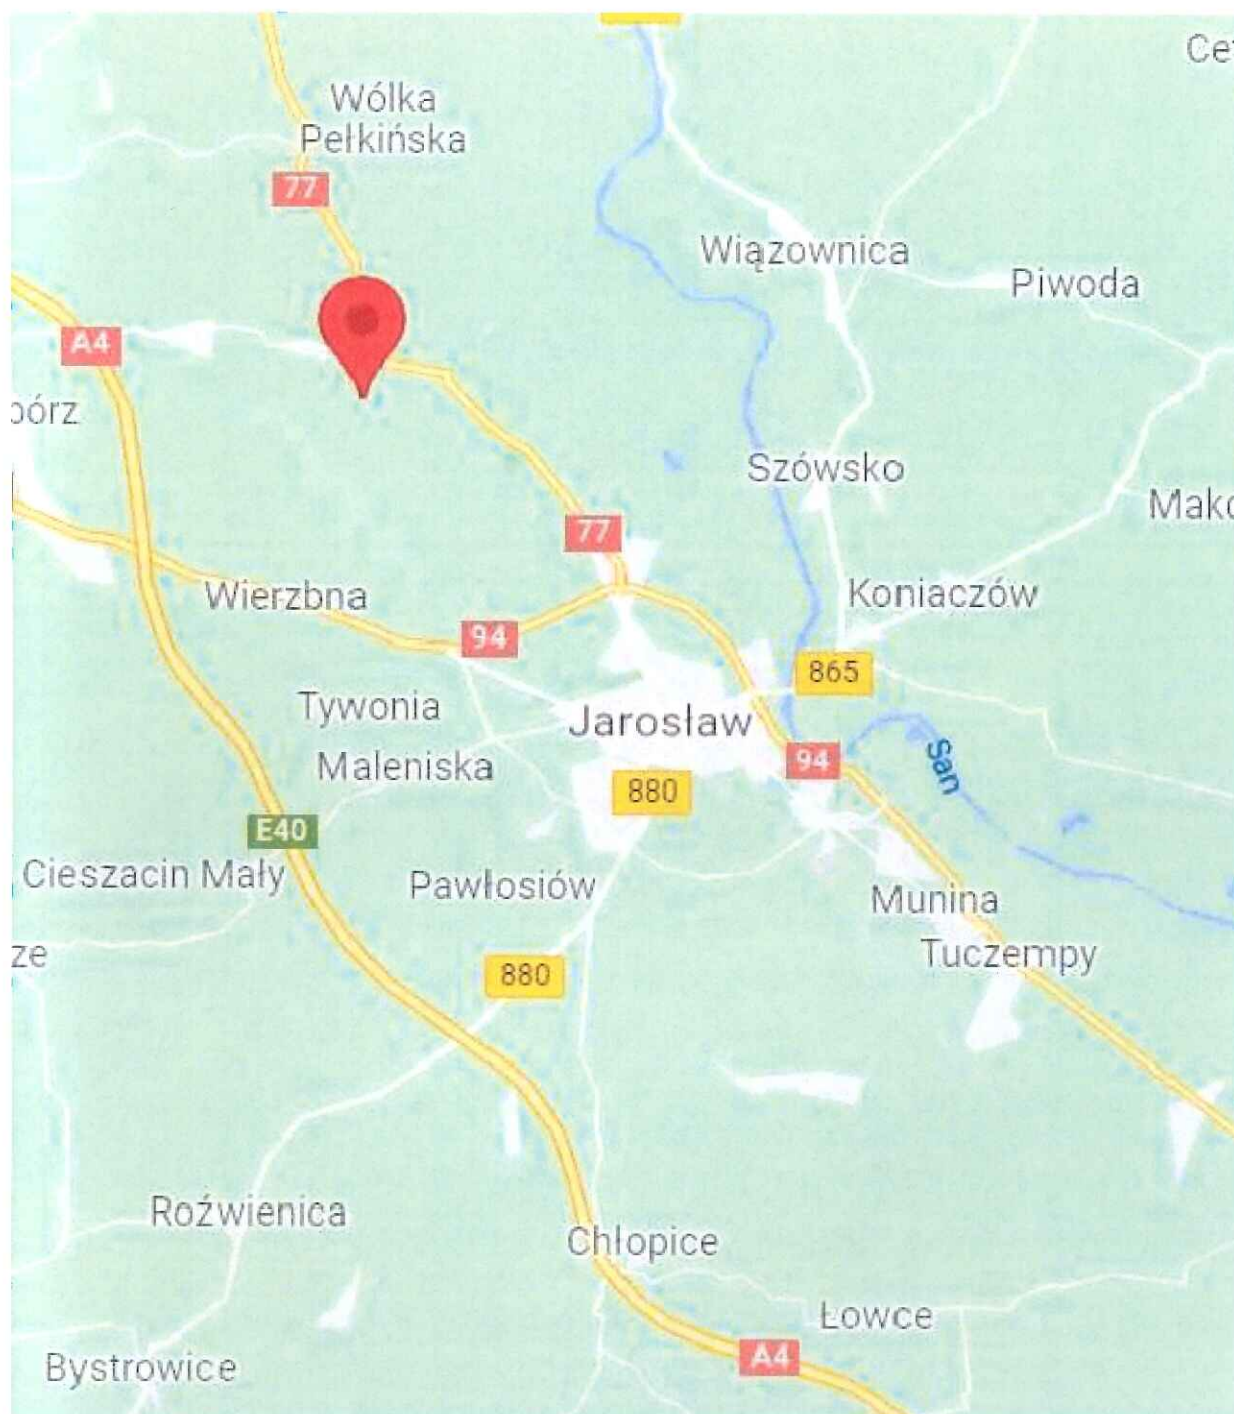 Wólka
Pełkińska
77
Wiązownica
Piwoda
A4
Szówsko
77
Wierzbna
Koniaczów
94
865
Tywonia
Jarosław
Maleniska
94
San
880
E40
Cieszacin Mały
Pawłosiów
Munina
Tuczempy
880
Roźwienica
Chłopice
Łowce
A4
Bystrowice